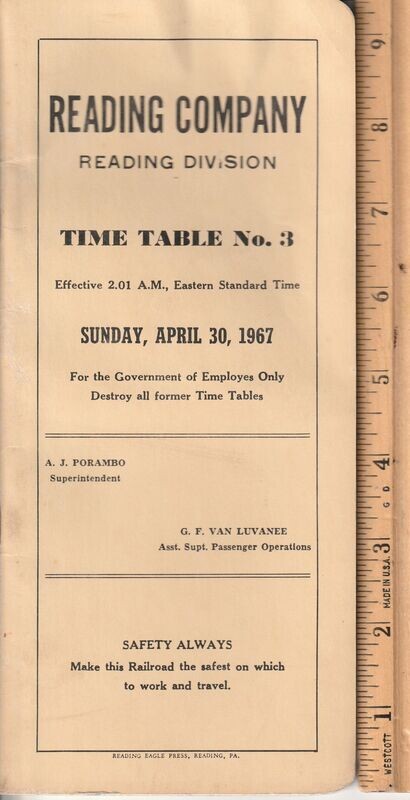 READING COMPANY
READING DIVISION
TIME TABLE No. 3
Effective 2.01 A.M., Eastern Standard Time
SUNDAY, APRIL 30, 1967
For the Government of Employes Only
Destroy all former Time Tables
A. J. PORAMBO
Superintendent
G. F. VAN LUVANEE
Asst. Supt. Passenger Operations
SAFETY ALWAYS
Make this Railroad the safest on which
to work and travel.
READING EAGLE PRESS, READING, PA.
9
8
7
6
5
4
G D
3
MADE IN U.S.A.
2
1
WESTCOTT